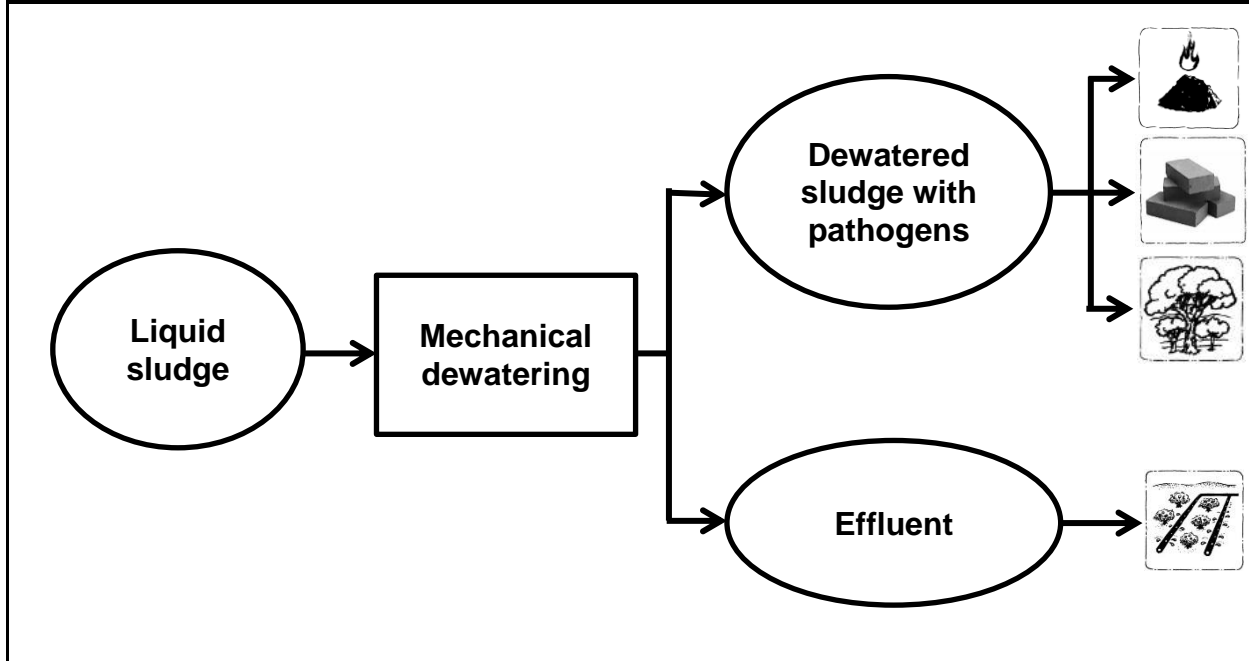 Liquid
sludge
Mechanical
dewatering
Dewatered
sludge with
pathogens
Effluent